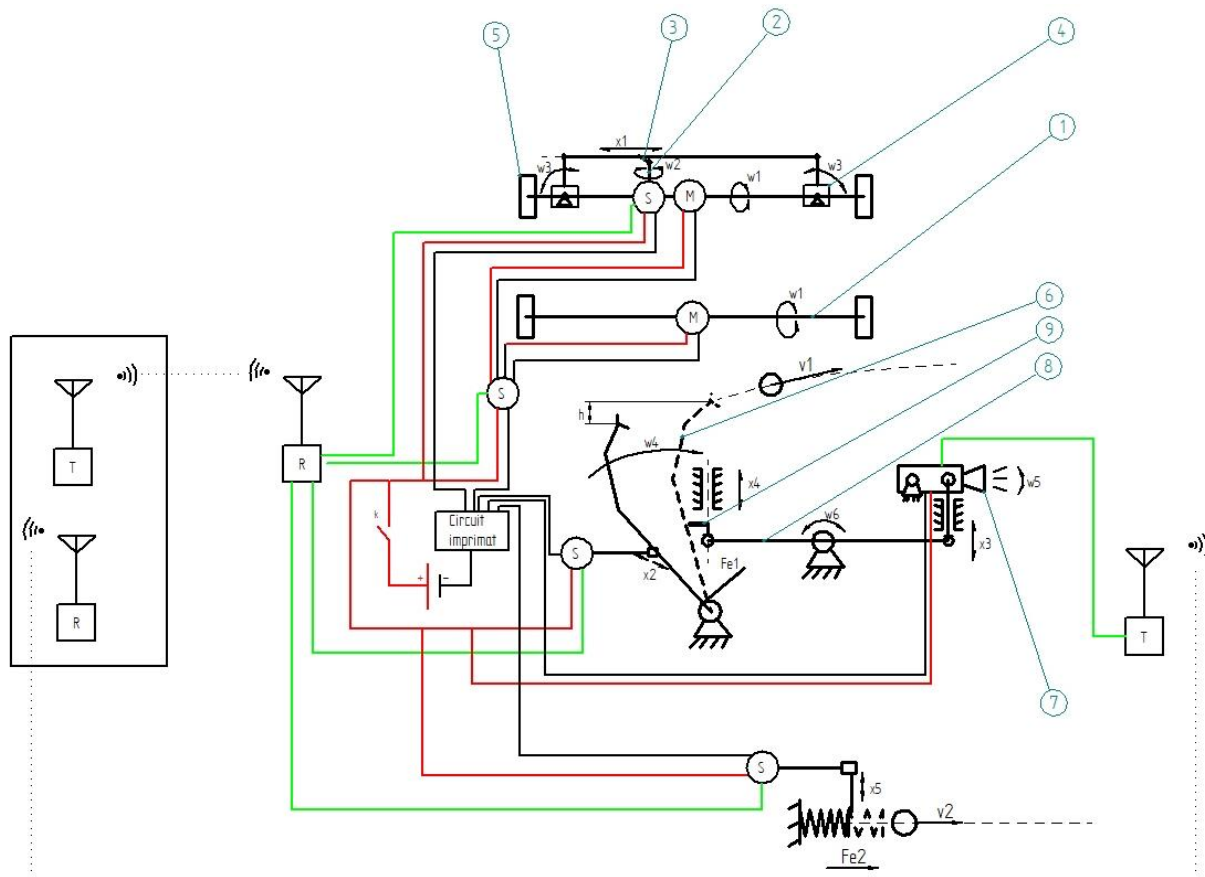 5
3
2
4
1
x1
w3
w2
w3
S
M
w1
w1
M
6
9
8
S
v1
h
w4
T
R
x4
w5
k
Circuit
imprimat
S
w6
x3
x2
Fe1
+
−
R
T
7
S
x5
v2
Fe2